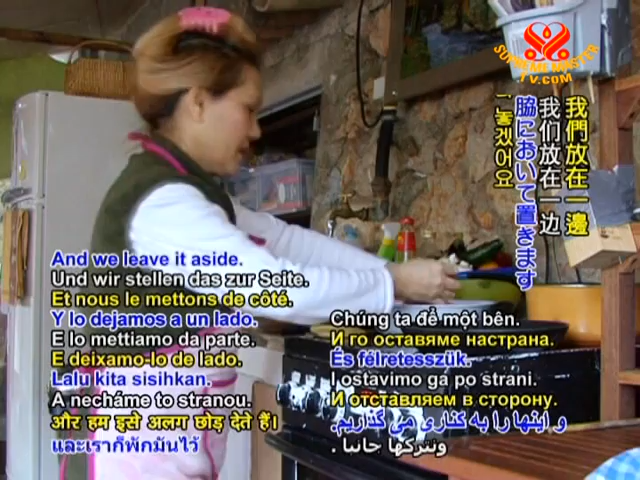 SUPREME MASTER
TV.COM
我們放在一邊
我们放在一边
脇において置きます
놓겠어요
And we leave it aside.
Und wir stellen das zur Seite.
Et nous le mettons de côté.
Y lo dejamos a un lado.
E lo mettiamo da parte.
E deixamo-lo de lado.
Lalu kita sisihkan.
A necháme to stranou.
और हम इसे अलग छोड़ देते हैं।
และเราก็พักมันไว้
Chúng ta để một bên.
И го оставяме настрана.
És félretesszük.
I ostavimo ga po strani.
И отставляем в сторону.
و اینها را به کناری می گذاریم.
ونتركها جانبا .